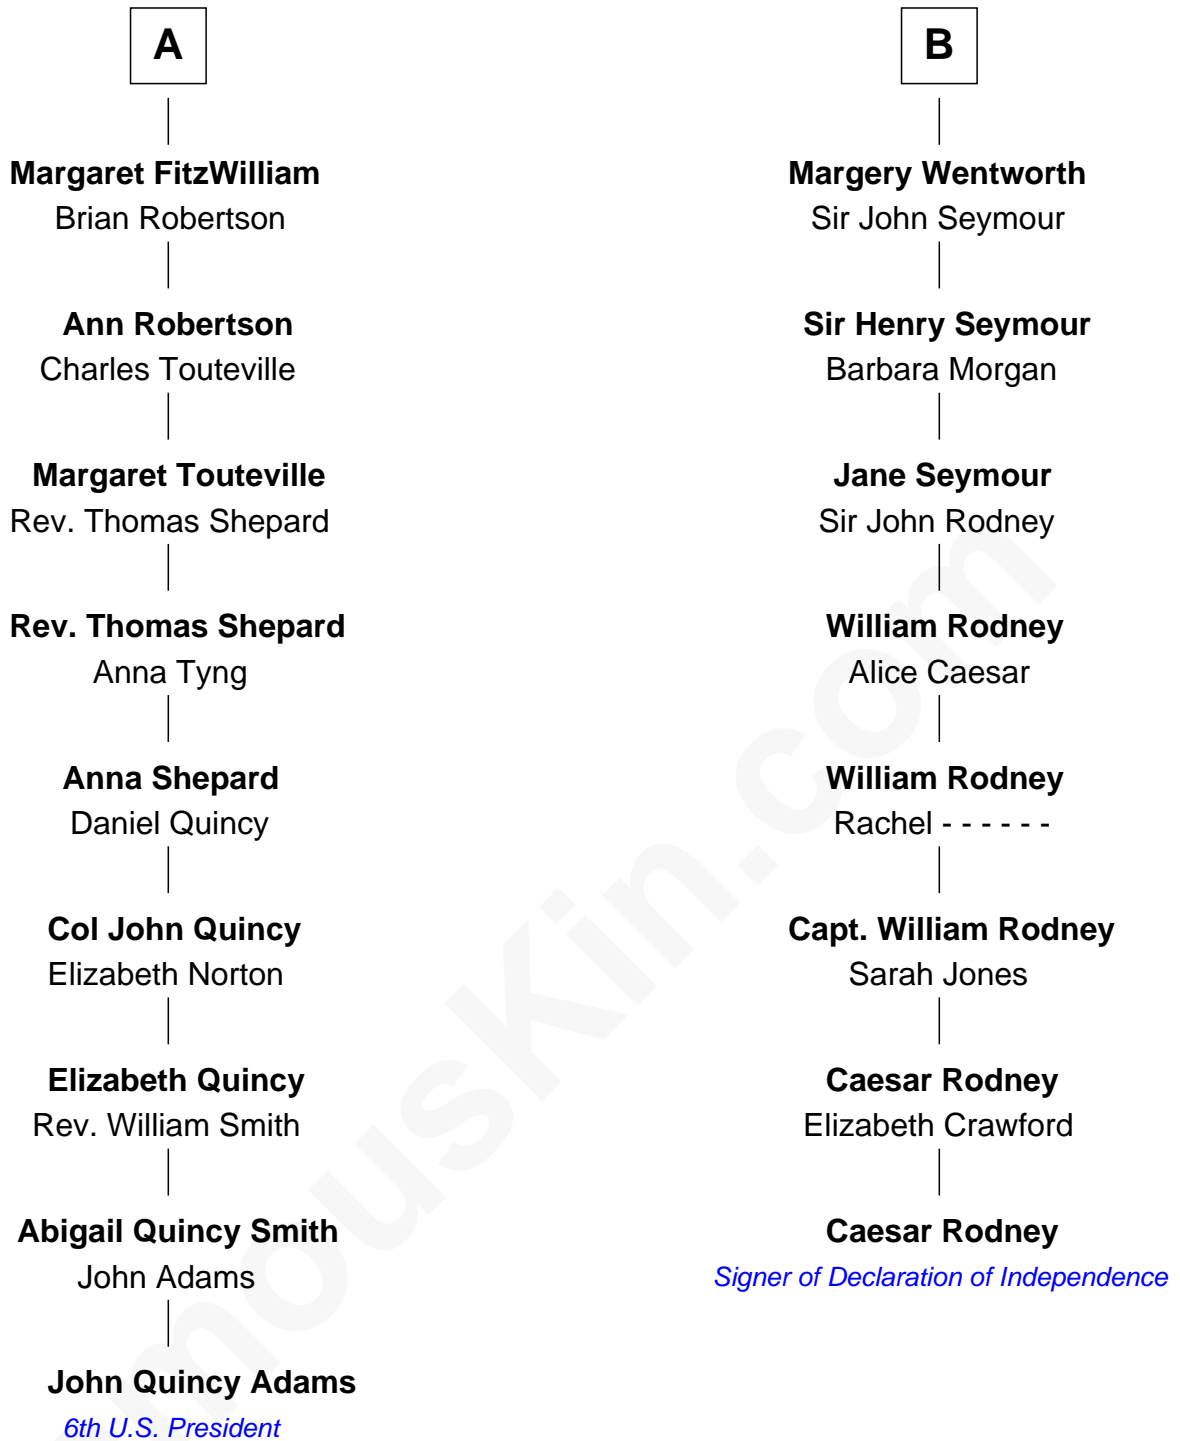 A
Margaret FitzWilliam
Brian Robertson
Ann Robertson
Charles Touteville
Margaret Touteville
Rev. Thomas Shepard
Rev. Thomas Shepard
Anna Tyng
Anna Shepard
Daniel Quincy
Col John Quincy
Elizabeth Norton
Elizabeth Quincy
Rev. William Smith
Abigail Quincy Smith
John Adams
John Quincy Adams
6th U.S. President
B
Margery Wentworth
Sir John Seymour
Sir Henry Seymour
Barbara Morgan
Jane Seymour
Sir John Rodney
William Rodney
Alice Caesar
William Rodney
Rachel - - - - - -
Capt. William Rodney
Sarah Jones
Caesar Rodney
Elizabeth Crawford
Caesar Rodney
Signer of Declaration of Independence
mousKin.com